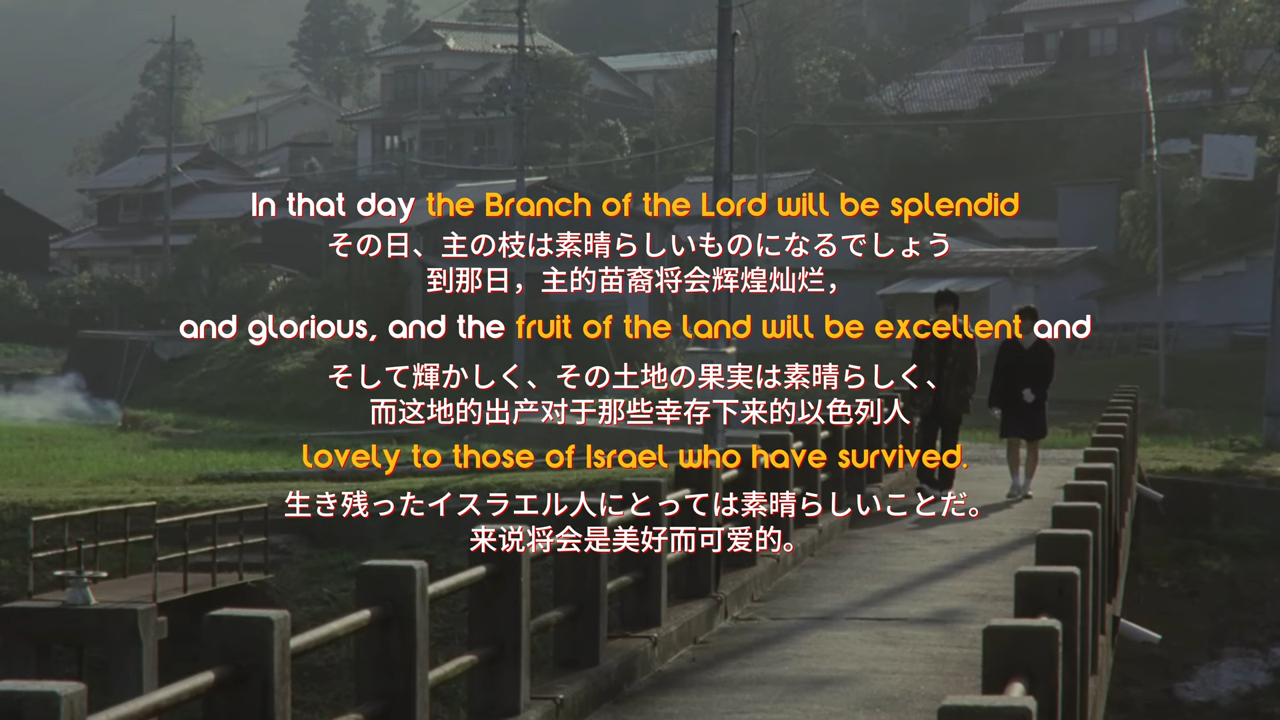 In that day the Branch of the Lord will be splendid
その日、主の枝は素晴らしいものになるでしょう
到那日，主的苗裔将会辉煌灿烂，
and glorious, and the fruit of the land will be excellent and
そして輝かしく、その土地の果実は素晴らしく、
而这地的出产对于那些幸存下来的以色列人
lovely to those of Israel who have survived.
生き残ったイスラエル人にとっては素晴らしいことだ。
来说将会是美好而可爱的。